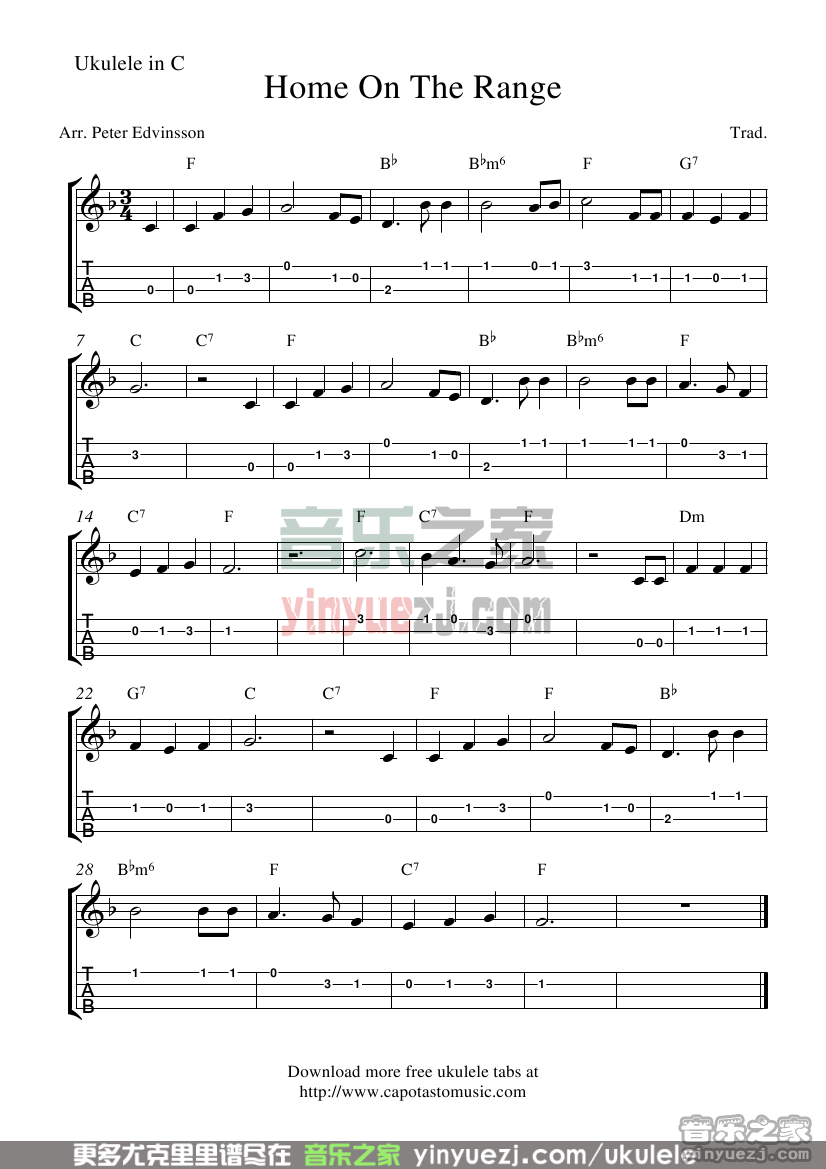 Ukulele in C
Home On The Range
Arr. Peter Edvinsson Trad.
F B♭ B♭m6 F G7
3
4
T 0 1 3 0 1 0 1 1 1 0 1 3 1 1 1 0 1
A 0 0 2
B
7 C C7 F B♭ B♭m6 F
T 3 0 0 1 3 0 1 0 2 1 1 1 1 1 0 3 1
A
B
14 C7 F F C7 F Dm
T 0 1 3 1 3 1 0 3 0 0 0 1 1 1
A
B
22 G7 C C7 F F B♭
T 1 0 1 3 0 0 1 3 0 1 0 2 1 1
A
B
28 B♭m6 F C7 F
T 1 1 1 0 3 1 0 1 3 1
A
B
音乐之家
yinyuezj.com
Download more free ukulele tabs at
http://www.capotastomusic.com
更多尤克里里谱尽在 音乐之家 yinyuezj.com/ukulele
音乐之家
yinyuezj.com